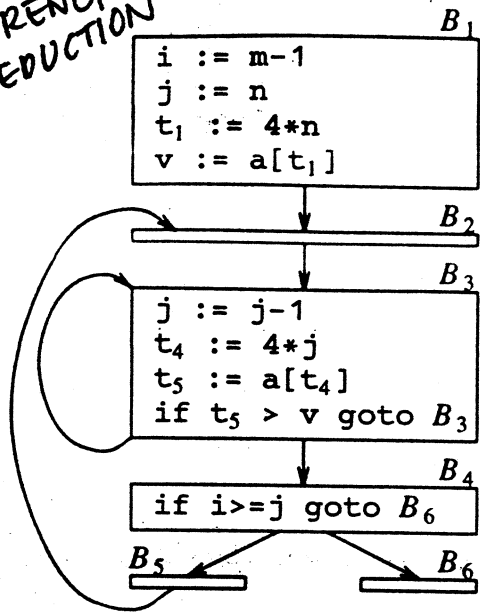 EDUCTION
B₁
i := m-1
j := n
t₁ := 4*n
v := a[t₁]
B₂
B₃
j := j-1
t₄ := 4*j
t₅ := a[t₄]
if t₅ > v goto B₃
B₄
if i>=j goto B₆
B₅
B₆